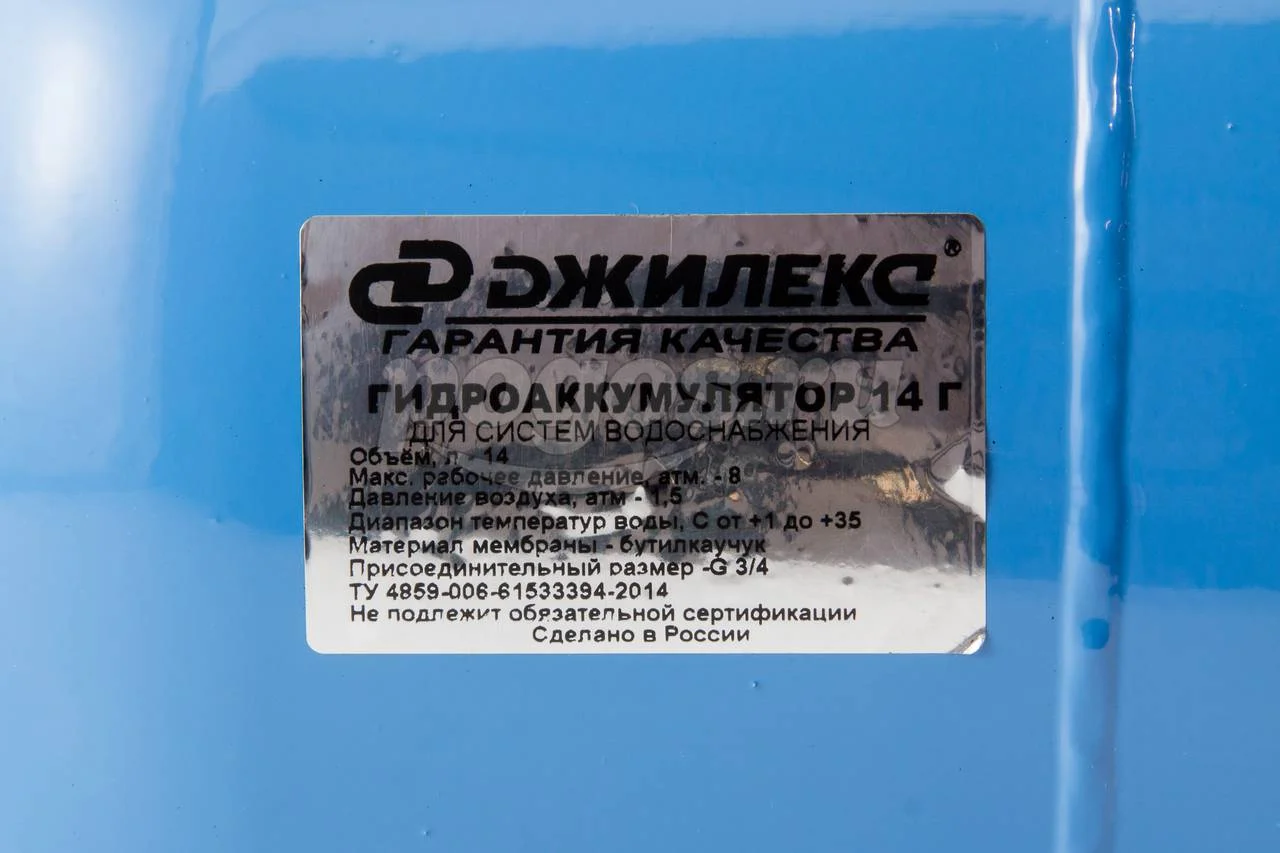 ДЖИЛЕКС®
ГАРАНТИЯ КАЧЕСТВА
ГИДРОАККУМУЛЯТОР 14 Г
ДЛЯ СИСТЕМ ВОДОСНАБЖЕНИЯ
Объём, л - 14
Макс. рабочее давление, атм. - 8
Давление воздуха, атм - 1,5
Диапазон температур воды, С от +1 до +35
Материал мембраны - бутилкаучук
Присоединительный размер -G 3/4
ТУ 4859-006-61533394-2014
Не подлежит обязательной сертификации
Сделано в России